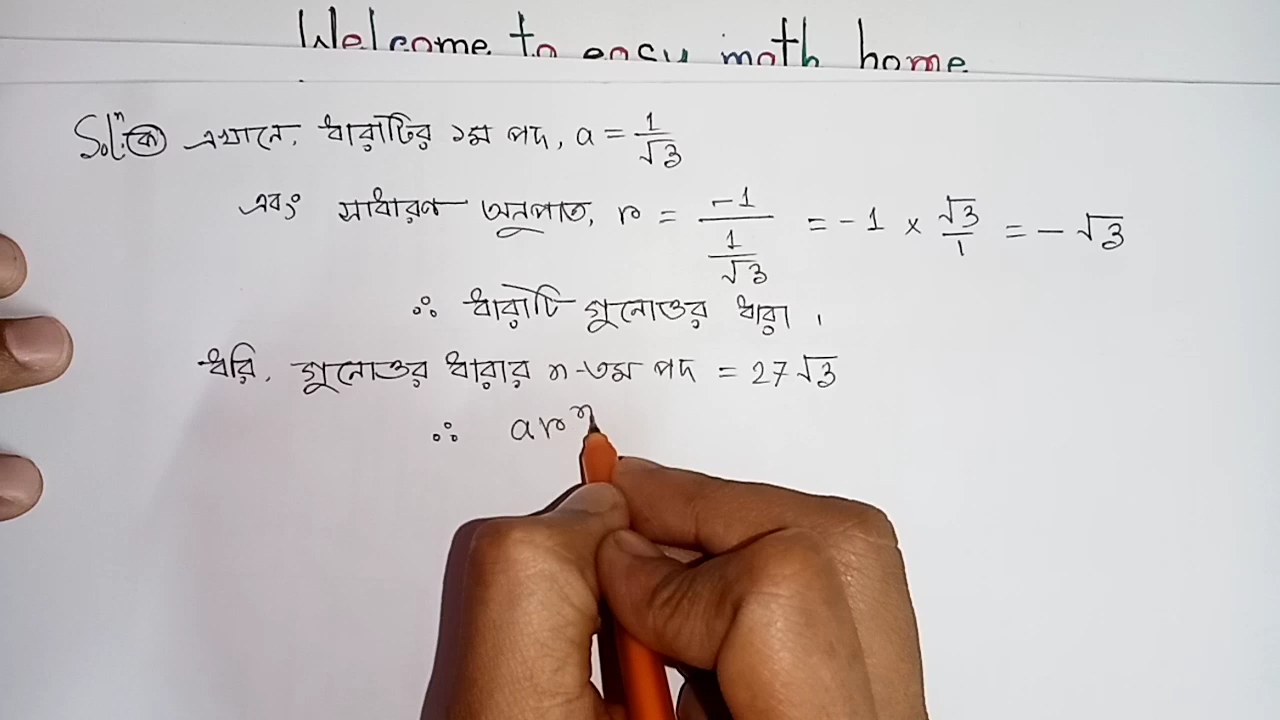 Welcome to easy math home
Solⁿ: ক এখানে, ধারাটির ১ম পদ, a = 1/√3
এবং সাধারণ অনুপাত, r = -1/(1/√3) = -1 × √3/1 = -√3
∴ ধারাটি গুনোত্তর ধারা ।
ধরি, গুনোত্তর ধারার n-তম পদ = 27√3
∴ arⁿ